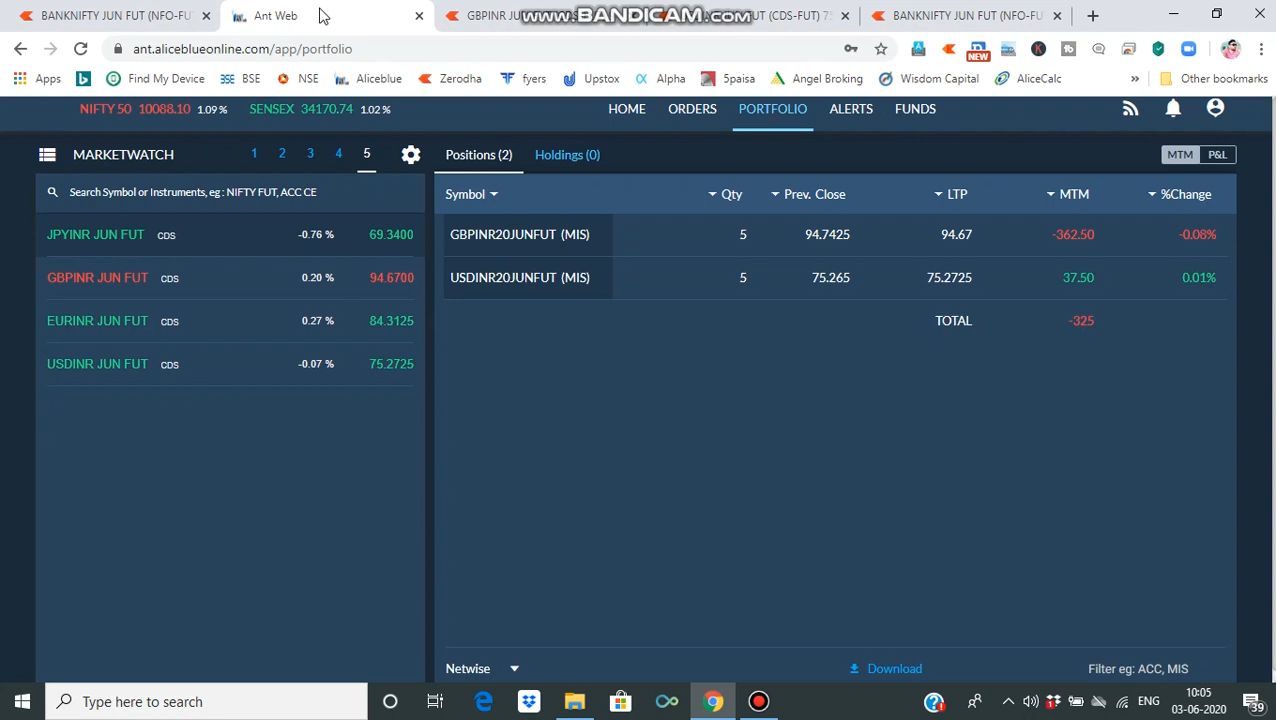 BANKNIFTY JUN FUT (NFO-FU
Ant Web
GBPINR JU
FUT (CDS-FUT) 75
BANKNIFTY JUN FUT (NFO-FU
www.BANDICAM.com
ant.aliceblueonline.com/app/portfolio
NEW
Apps
Find My Device
BSE
NSE
Aliceblue
Zerodha
fyers
Upstox
Alpha
5paisa
Angel Broking
Wisdom Capital
AliceCalc
»
Other bookmarks
NIFTY 50 10088.10 1.09 % SENSEX 34170.74 1.02 %
HOME ORDERS PORTFOLIO ALERTS FUNDS
MARKETWATCH 1 2 3 4 5
Positions (2) Holdings (0) MTM P&L
Search Symbol or Instruments, eg : NIFTY FUT, ACC CE
Symbol Qty Prev. Close LTP MTM %Change
JPYINR JUN FUT CDS -0.76 % 69.3400
GBPINR20JUNFUT (MIS) 5 94.7425 94.67 -362.50 -0.08%
GBPINR JUN FUT CDS 0.20 % 94.6700
USDINR20JUNFUT (MIS) 5 75.265 75.2725 37.50 0.01%
EURINR JUN FUT CDS 0.27 % 84.3125
TOTAL -325
USDINR JUN FUT CDS -0.07 % 75.2725
Netwise Download Filter eg: ACC, MIS
Type here to search
ENG
10:05
03-06-2020
39